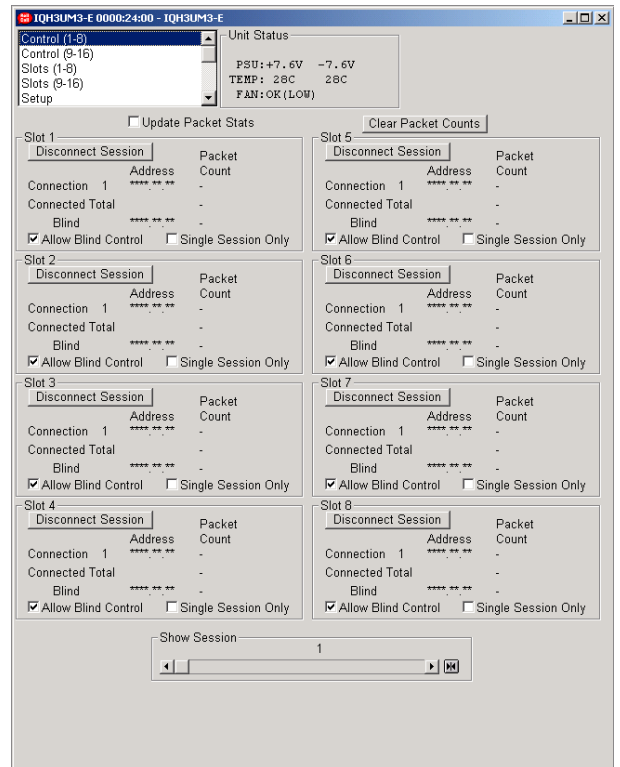 IQH3UM3-E 0000:24:00 - IQH3UM3-E
Control (1-8)
Control (9-16)
Slots (1-8)
Slots (9-16)
Setup
Unit Status
PSU:+7.6V -7.6V
TEMP: 28C 28C
FAN:OK(LOW)
Update Packet Stats
Clear Packet Counts
Slot 1
Disconnect Session
Packet
Address Count
Connection 1 ****.**.** -
Connected Total -
Blind ****.**.** -
Allow Blind Control Single Session Only
Slot 5
Disconnect Session
Packet
Address Count
Connection 1 ****.**.** -
Connected Total -
Blind ****.**.** -
Allow Blind Control Single Session Only
Slot 2
Disconnect Session
Packet
Address Count
Connection 1 ****.**.** -
Connected Total -
Blind ****.**.** -
Allow Blind Control Single Session Only
Slot 6
Disconnect Session
Packet
Address Count
Connection 1 ****.**.** -
Connected Total -
Blind ****.**.** -
Allow Blind Control Single Session Only
Slot 3
Disconnect Session
Packet
Address Count
Connection 1 ****.**.** -
Connected Total -
Blind ****.**.** -
Allow Blind Control Single Session Only
Slot 7
Disconnect Session
Packet
Address Count
Connection 1 ****.**.** -
Connected Total -
Blind ****.**.** -
Allow Blind Control Single Session Only
Slot 4
Disconnect Session
Packet
Address Count
Connection 1 ****.**.** -
Connected Total -
Blind ****.**.** -
Allow Blind Control Single Session Only
Slot 8
Disconnect Session
Packet
Address Count
Connection 1 ****.**.** -
Connected Total -
Blind ****.**.** -
Allow Blind Control Single Session Only
Show Session
1